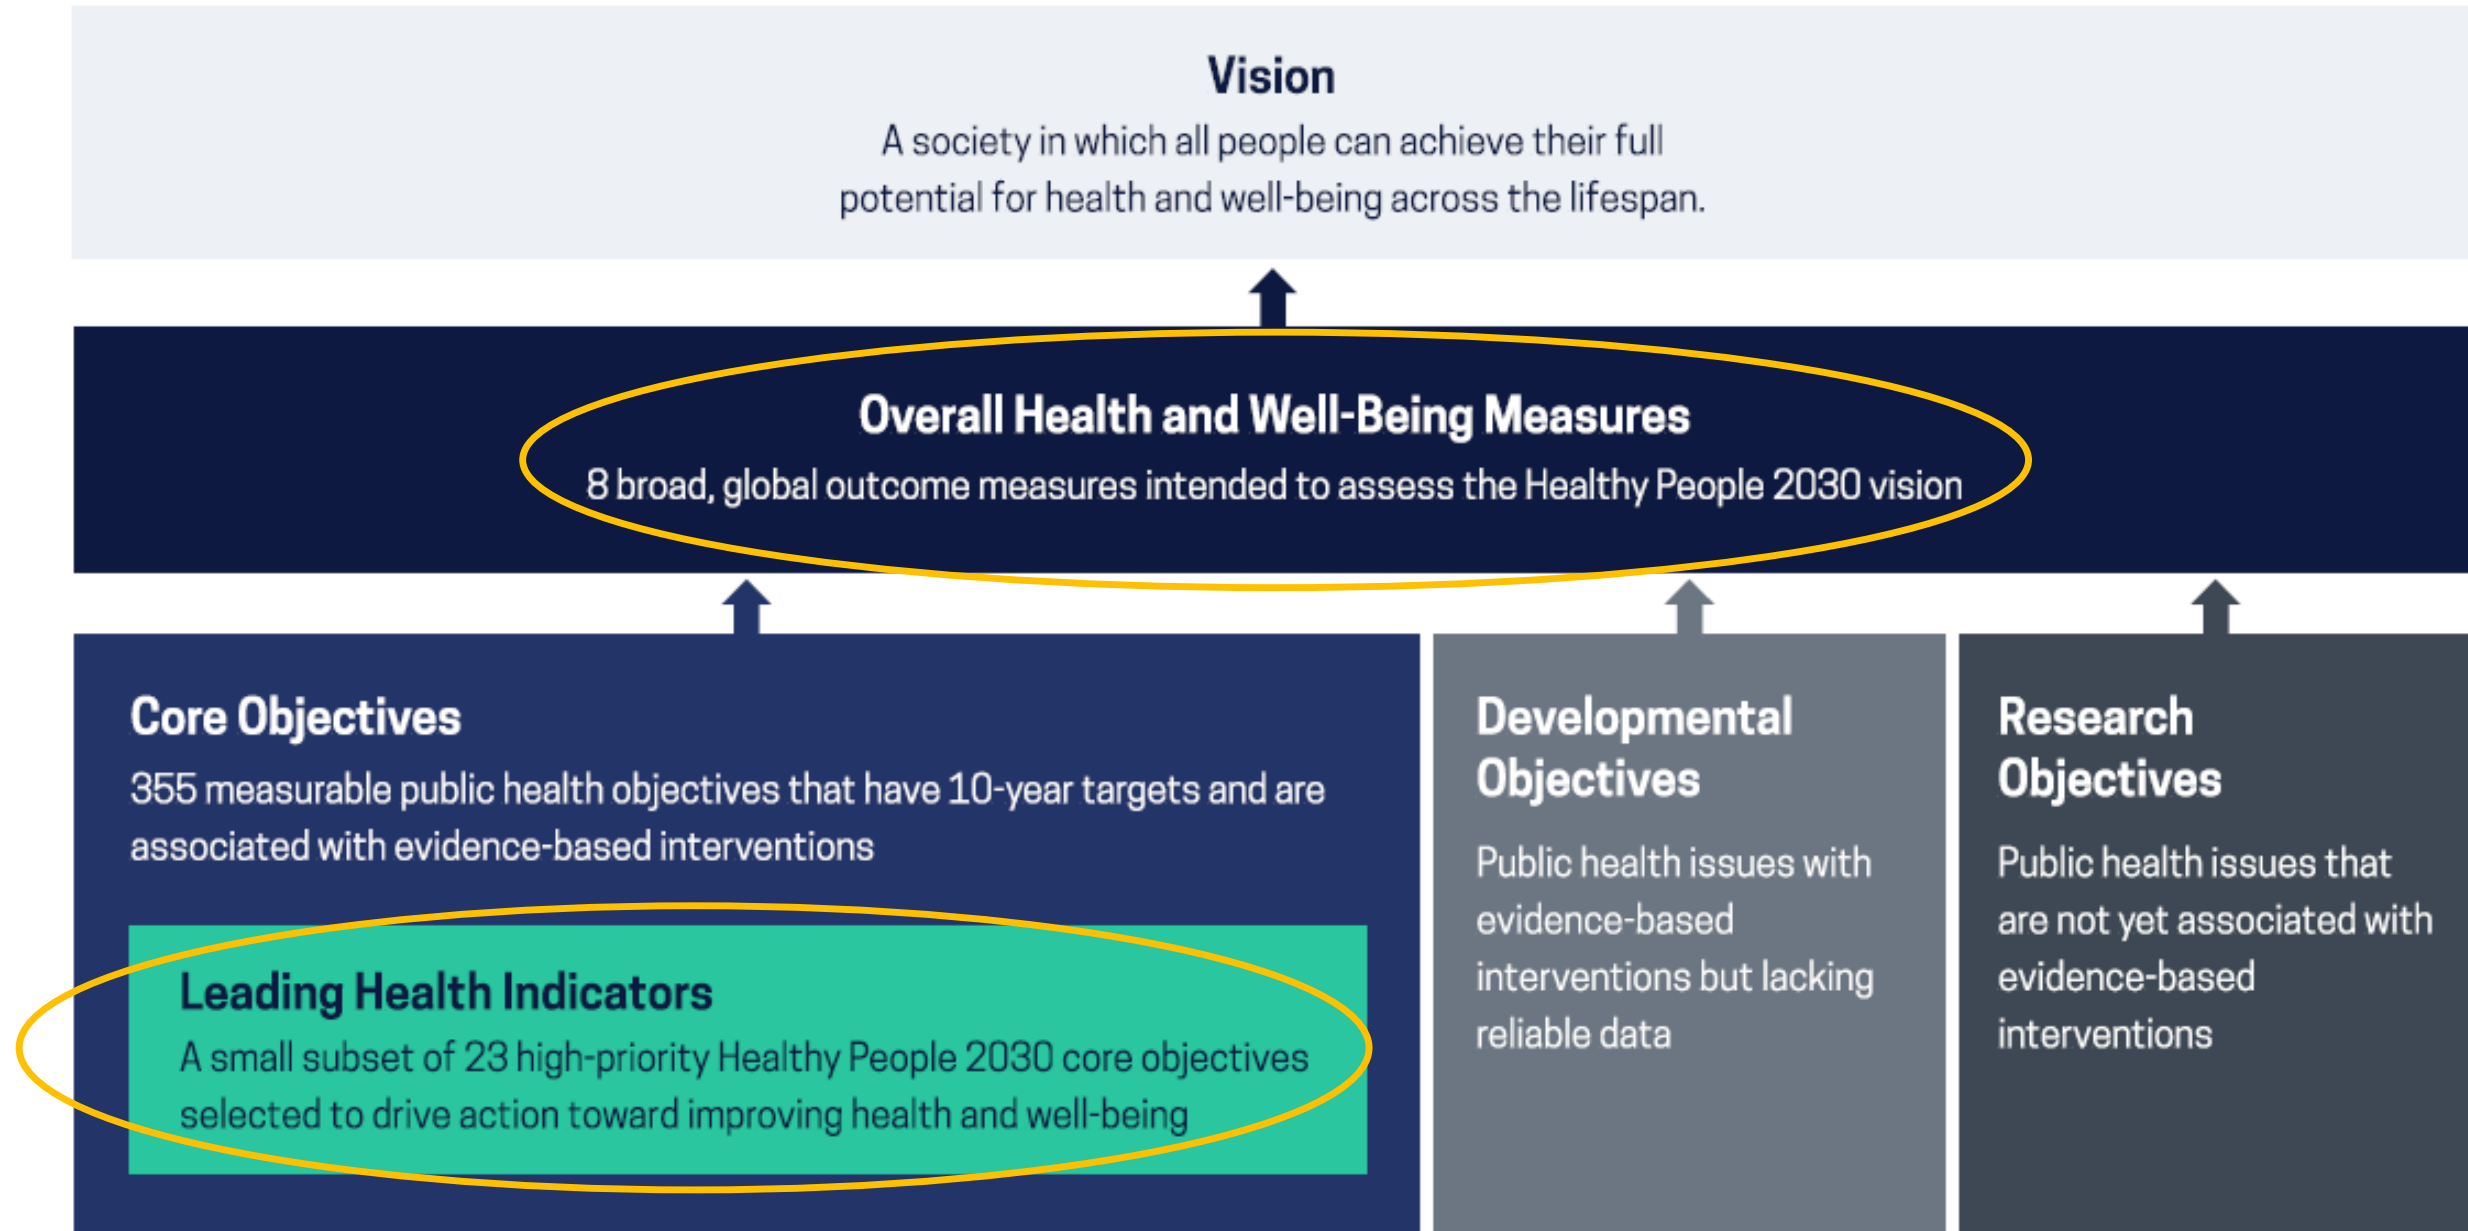 Vision
A society in which all people can achieve their full
potential for health and well-being across the lifespan.
Overall Health and Well-Being Measures
8 broad, global outcome measures intended to assess the Healthy People 2030 vision
Core Objectives
355 measurable public health objectives that have 10-year targets and are
associated with evidence-based interventions
Leading Health Indicators
A small subset of 23 high-priority Healthy People 2030 core objectives
selected to drive action toward improving health and well-being
Developmental
Objectives
Public health issues with
evidence-based
interventions but lacking
reliable data
Research
Objectives
Public health issues that
are not yet associated with
evidence-based
interventions